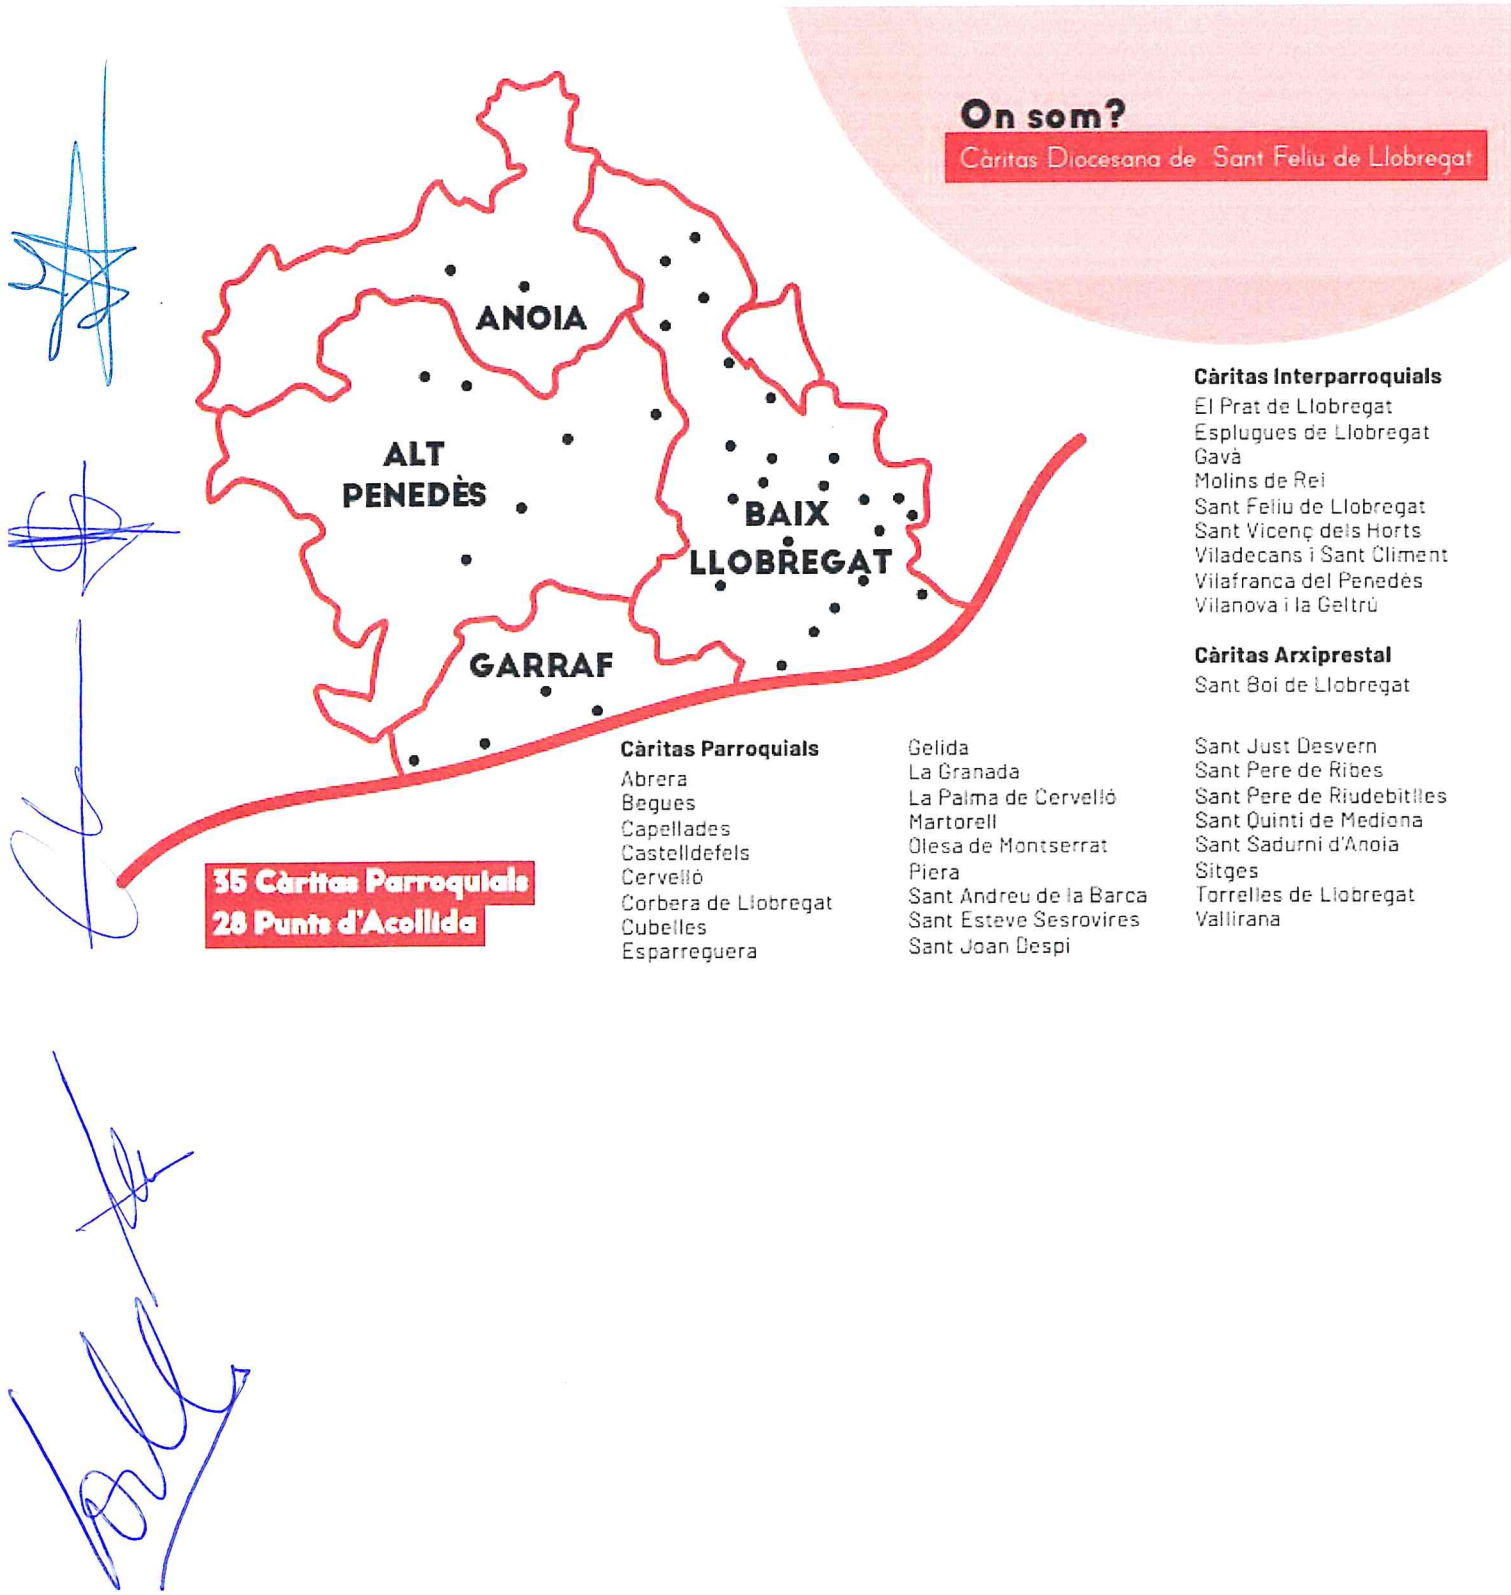 On som?
Càritas Diocesana de Sant Feliu de Llobregat
ANOIA
ALT
PENEDÈS
BAIX
LLOBREGAT
GARRAF
35 Càritas Parroquials
28 Punts d'Acollida
Càritas Interparroquials
El Prat de Llobregat
Esplugues de Llobregat
Gavà
Molins de Rei
Sant Feliu de Llobregat
Sant Vicenç dels Horts
Viladecans i Sant Climent
Vilafranca del Penedès
Vilanova i la Geltrú
Càritas Arxiprestal
Sant Boi de Llobregat
Càritas Parroquials
Abrera
Begues
Capellades
Castelldefels
Cervelló
Corbera de Llobregat
Cubelles
Esparreguera
Gelida
La Granada
La Palma de Cervelló
Martorell
Olesa de Montserrat
Piera
Sant Andreu de la Barca
Sant Esteve Sesrovires
Sant Joan Despi
Sant Just Desvern
Sant Pere de Ribes
Sant Pere de Riudebitlles
Sant Quinti de Mediona
Sant Sadurni d'Anoia
Sitges
Torrelles de Llobregat
Vallirana